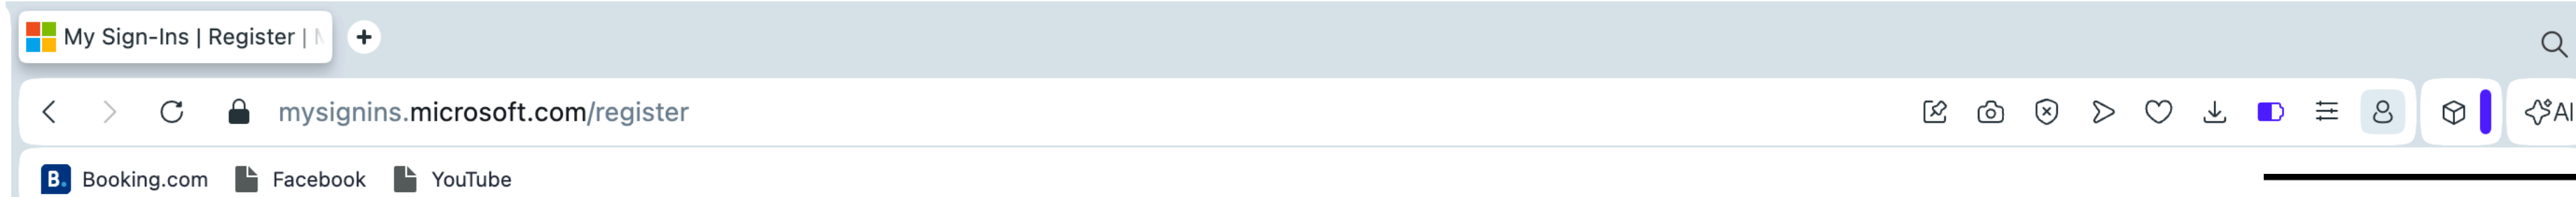 My Sign-Ins | Register |
mysignins.microsoft.com/register
AI
B. Booking.com Facebook YouTube